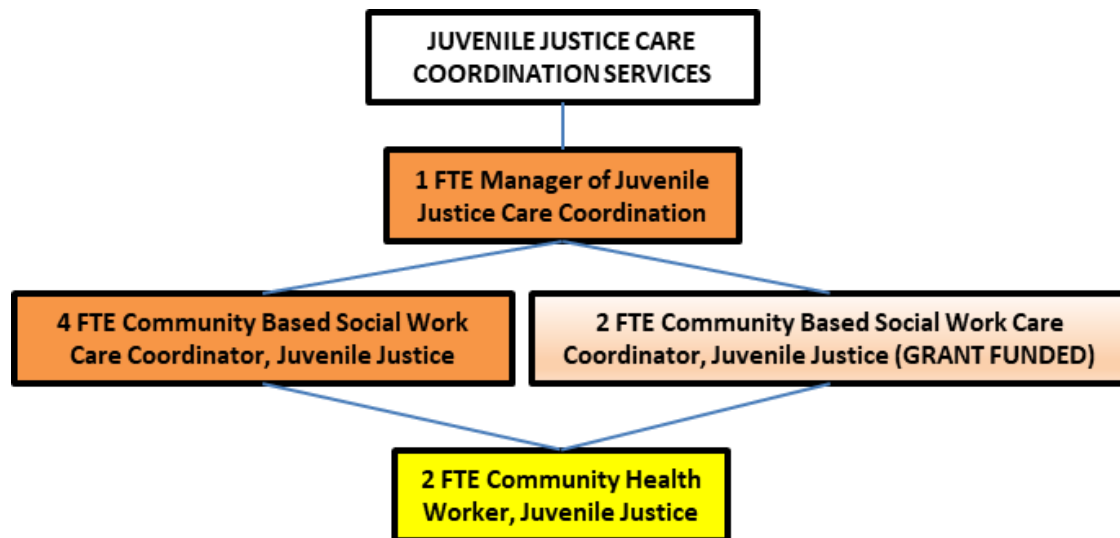 JUVENILE JUSTICE CARE
COORDINATION SERVICES
1 FTE Manager of Juvenile
Justice Care Coordination
4 FTE Community Based Social Work
Care Coordinator, Juvenile Justice
2 FTE Community Based Social Work Care
Coordinator, Juvenile Justice (GRANT FUNDED)
2 FTE Community Health
Worker, Juvenile Justice